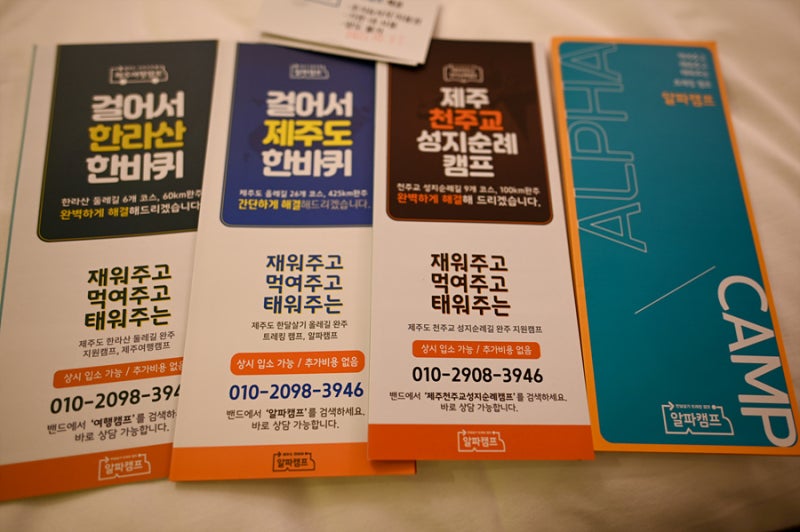 제주여행캠프
걸어서
한라산
한바퀴
한라산 둘레길 6개 코스, 60km완주
완벽하게 해결해드리겠습니다.
재워주고
먹여주고
태워주는
제주도 한라산 둘레길 완주
지원캠프, 제주여행캠프
상시 입소 가능 / 추가비용 없음
010-2098-394
밴드에서 '여행캠프'를 검색하세요.
바로 상담 가능합니다.
알파캠프
알파캠프
걸어서
제주도
한바퀴
제주도 올레길 26개 코스, 425km완주
간단하게 해결해드리겠습니다.
재워주고
먹여주고
태워주는
제주도 한달살기 올레길 완주
트레킹 캠프, 알파캠프
상시 입소 가능 / 추가비용 없음
010-2098-3946
밴드에서 '알파캠프'를 검색하세요.
바로 상담 가능합니다.
알파캠프
제주
천주교
성지순례
캠프
천주교 성지순례길 9개 코스, 100km완주
완벽하게 해결해 드리겠습니다.
재워주고
먹여주고
태워주는
제주도 천주교 성지순례길 완주 지원캠프
상시 입소 가능 / 추가비용 없음
010-2908-3946
밴드에서 '제주천주교성지순례캠프'를 검색하세요.
바로 상담 가능합니다.
알파캠프
알파캠프
ALPHA
CAMP
알파캠프